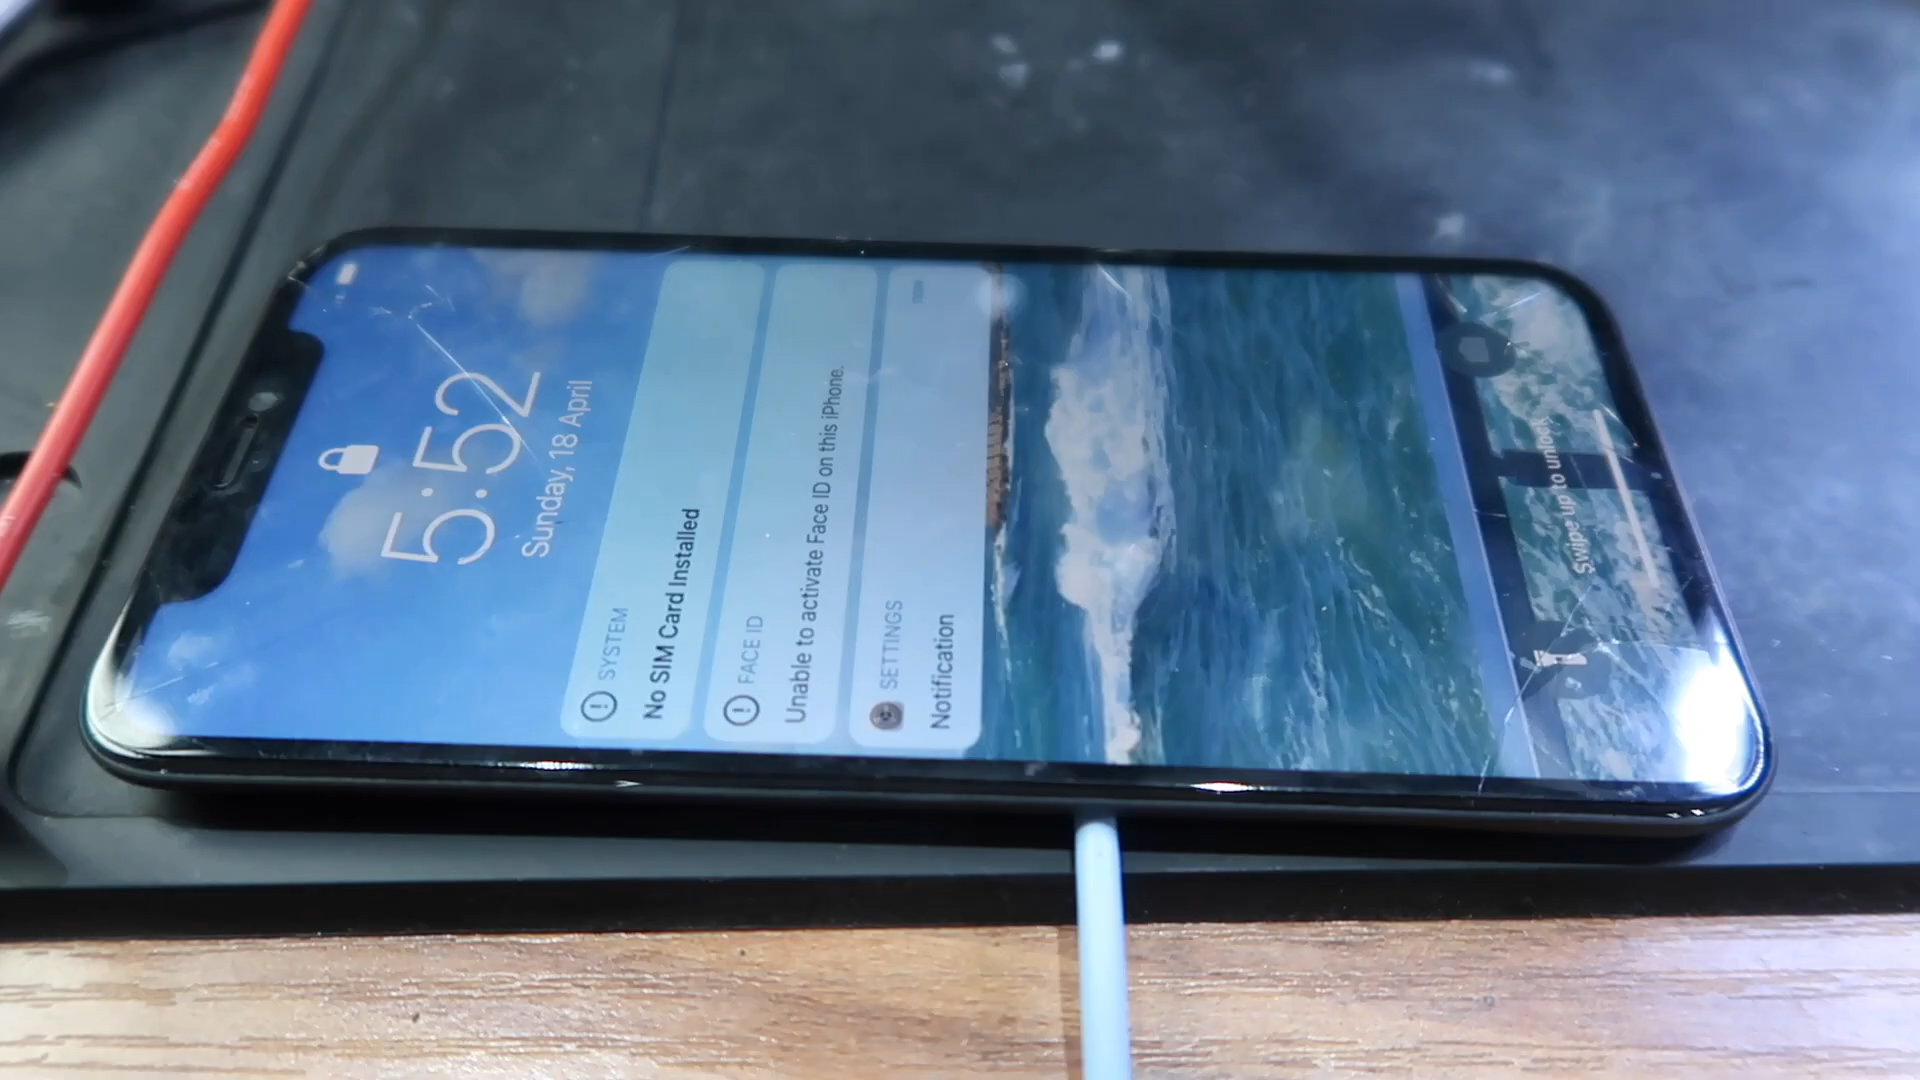 5:52
Sunday, 18 April
SYSTEM
No SIM Card Installed
FACE ID
Unable to activate Face ID on this iPhone.
SETTINGS
Notification
Swipe up to unlock